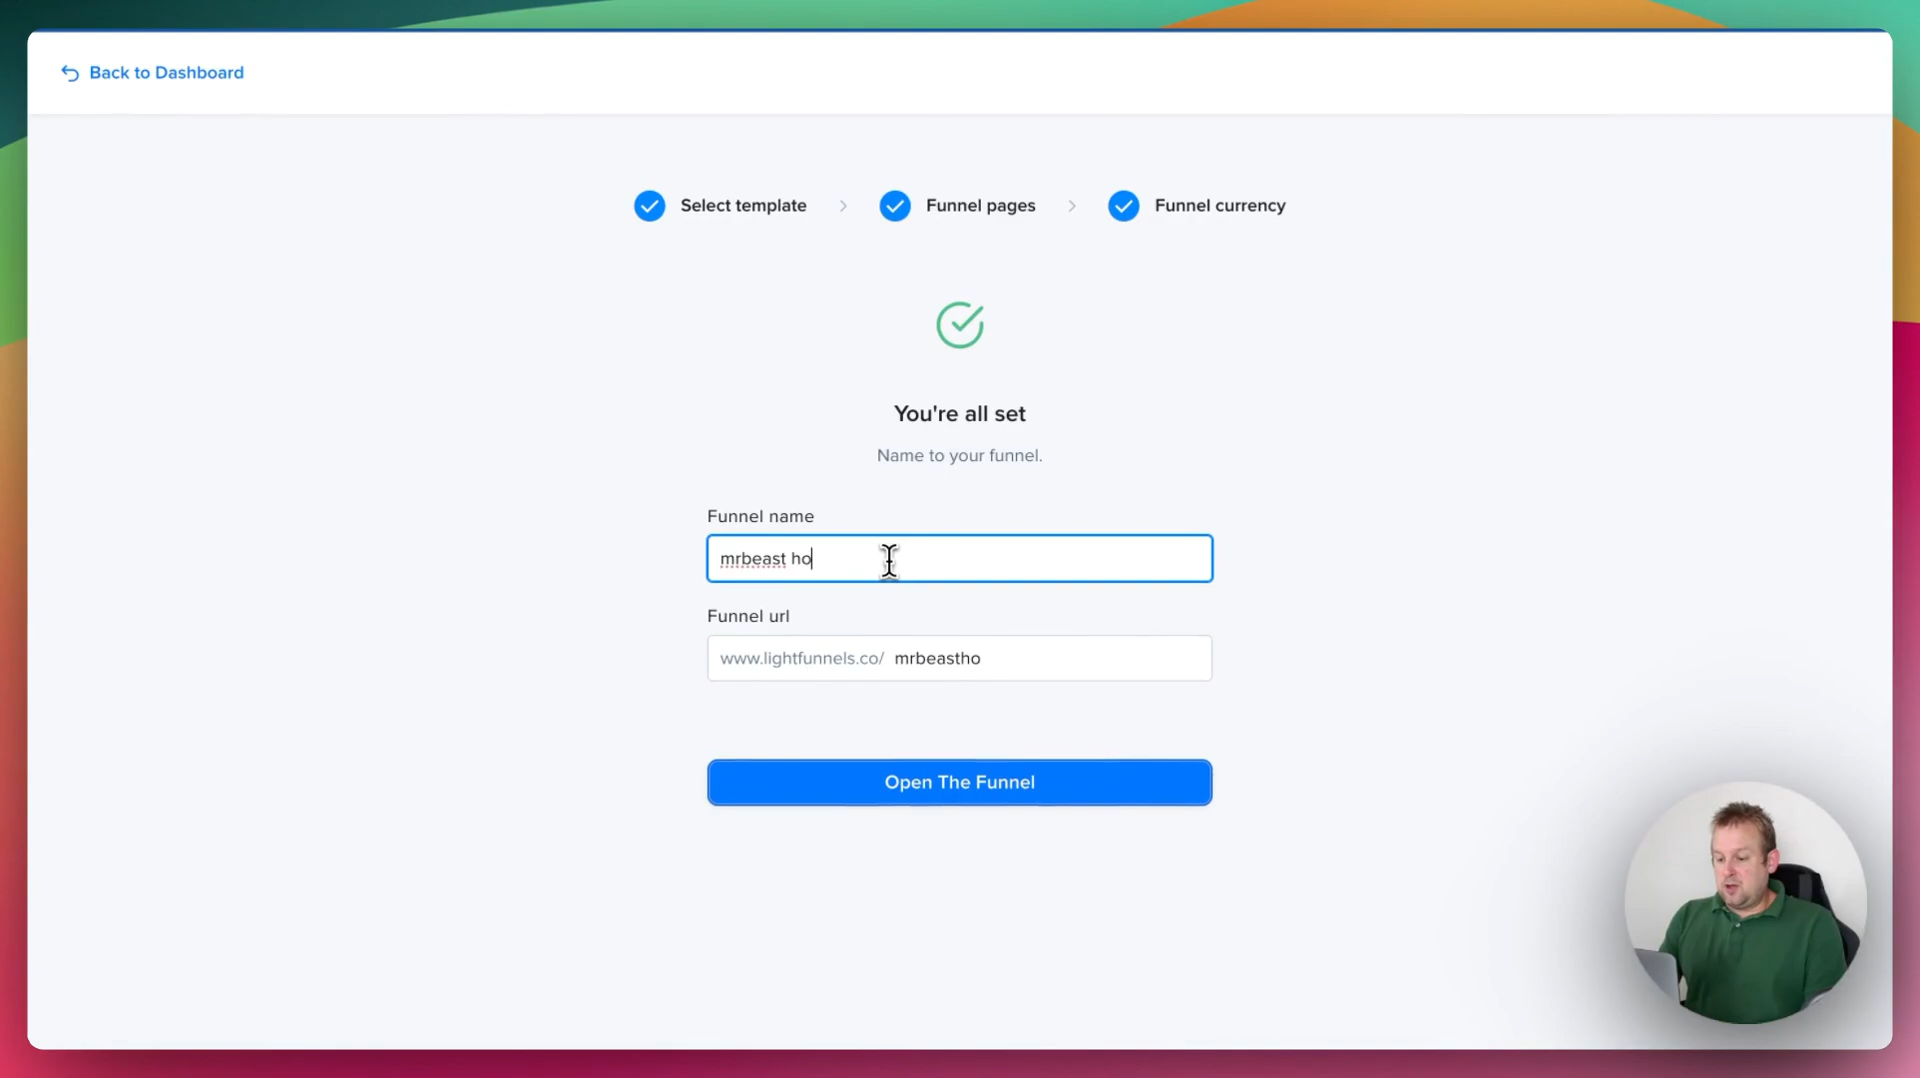 Back to Dashboard
Select template
Funnel pages
Funnel currency
You're all set
Name to your funnel.
Funnel name
mrbeast ho
Funnel url
www.lightfunnels.co/ mrbeastho
Open The Funnel